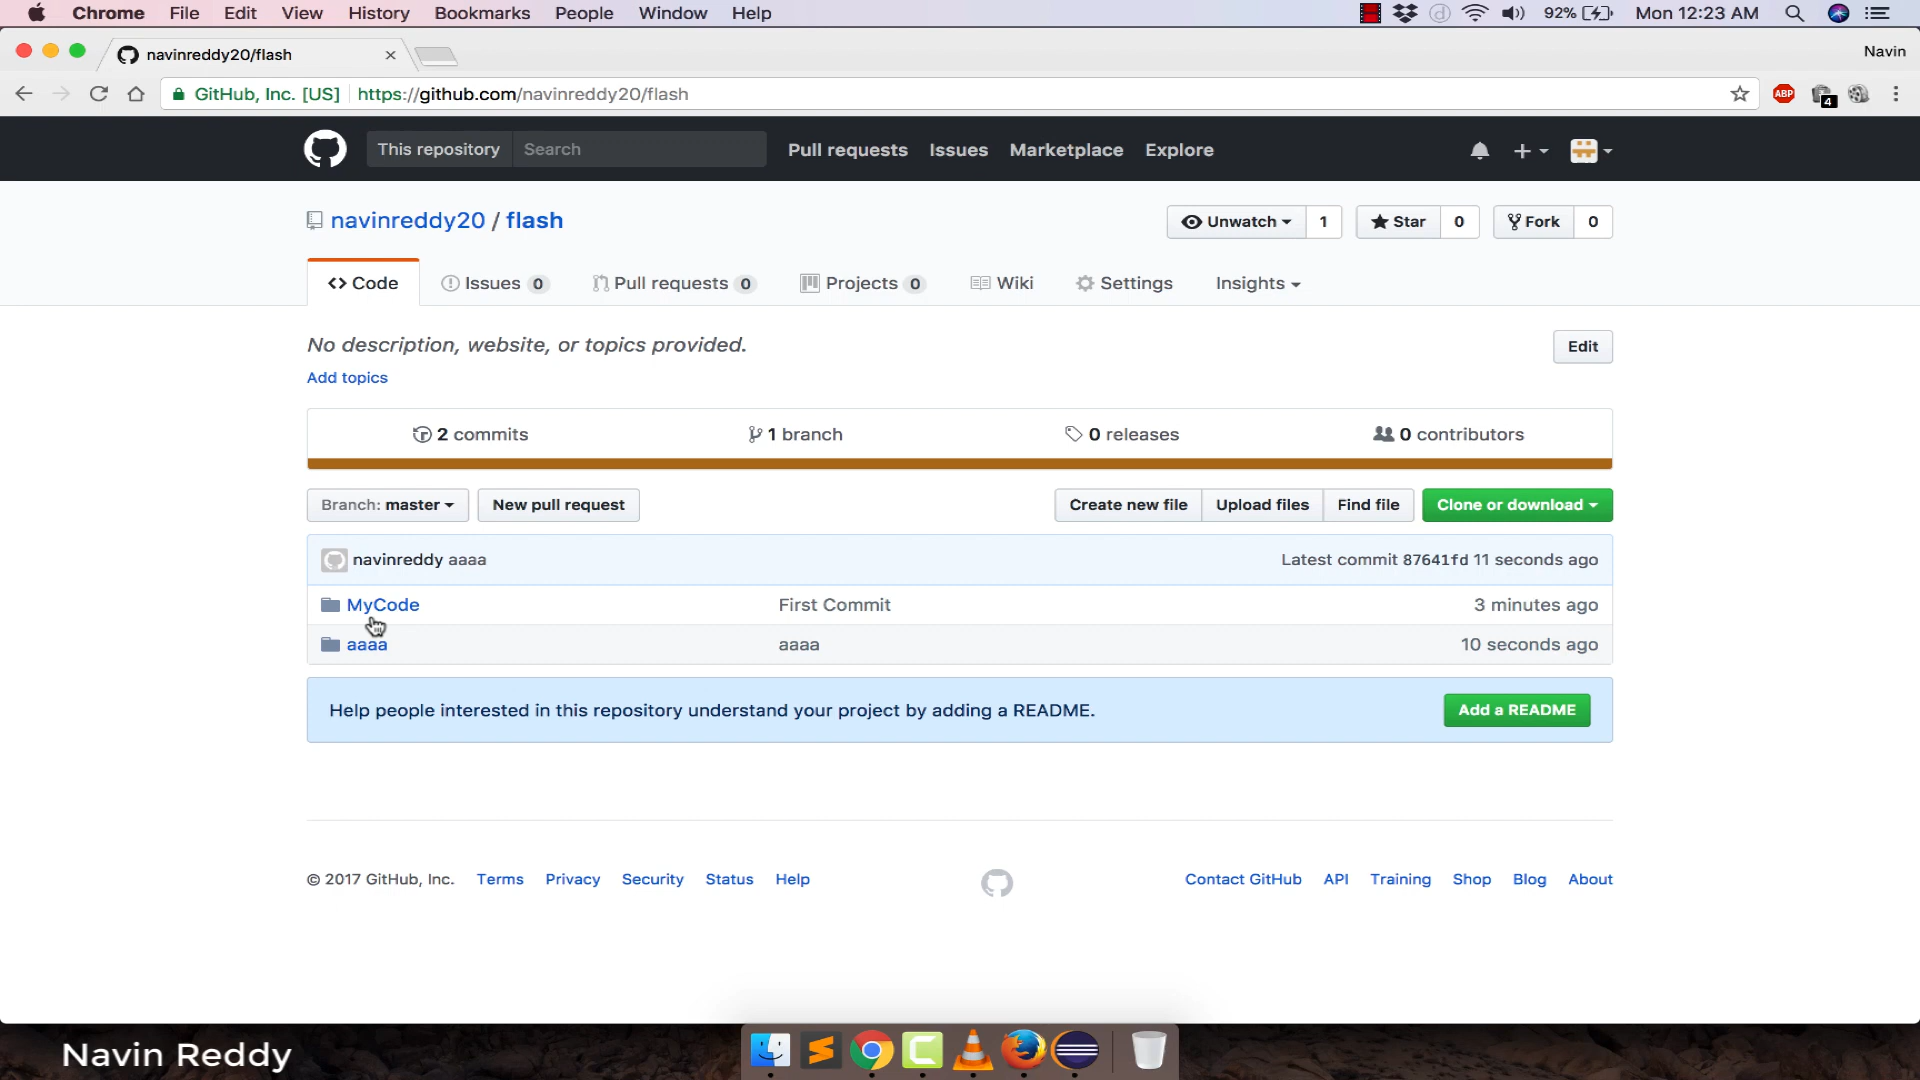 Chrome File Edit View History Bookmarks People Window Help 92% Mon 12:23 AM
navinreddy20/flash Navin
GitHub, Inc. [US] https://github.com/navinreddy20/flash ABP 4
This repository Search Pull requests Issues Marketplace Explore
navinreddy20 / flash Unwatch 1 Star 0 Fork 0
Code Issues 0 Pull requests 0 Projects 0 Wiki Settings Insights
No description, website, or topics provided. Edit
Add topics
2 commits 1 branch 0 releases 0 contributors
Branch: master New pull request Create new file Upload files Find file Clone or download
navinreddy aaaa Latest commit 87641fd 11 seconds ago
MyCode First Commit 3 minutes ago
aaaa aaaa 10 seconds ago
Help people interested in this repository understand your project by adding a README. Add a README
© 2017 GitHub, Inc. Terms Privacy Security Status Help Contact GitHub API Training Shop Blog About
Navin Reddy